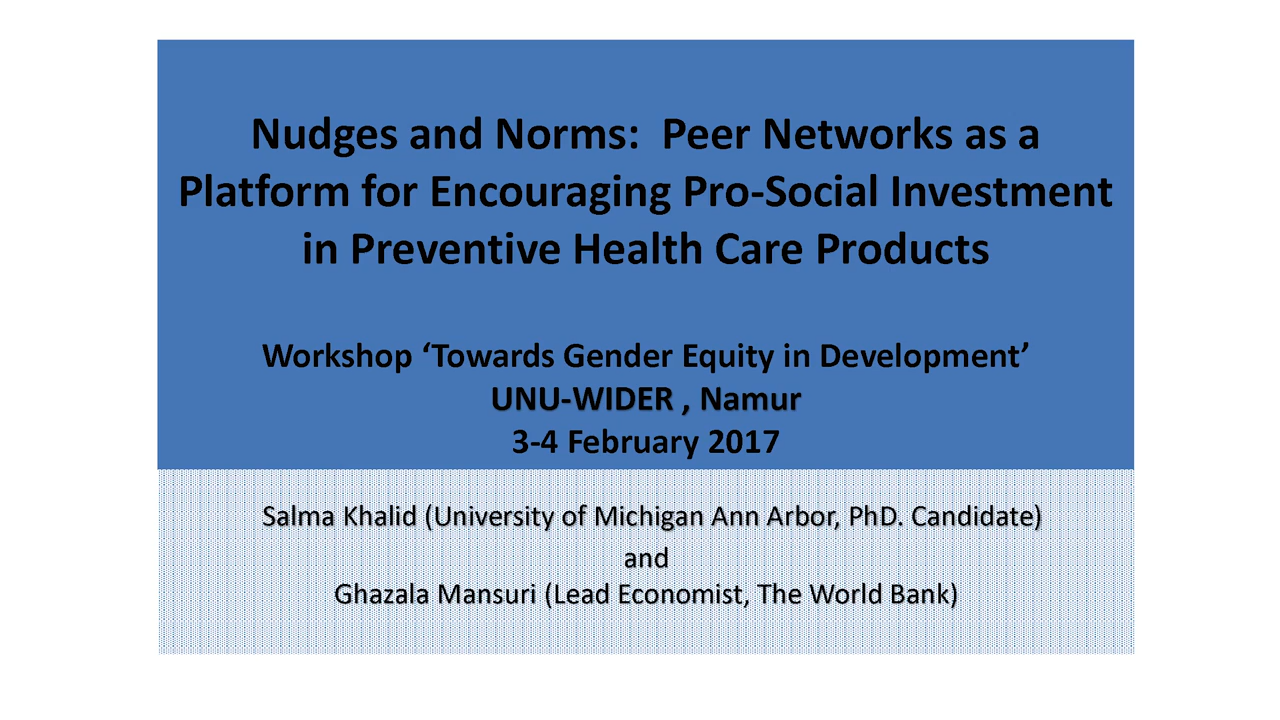 Nudges and Norms:  Peer Networks as a
Platform for Encouraging Pro-Social Investment
in Preventive Health Care Products
Workshop ‘Towards Gender Equity in Development’
UNU-WIDER , Namur
3-4 February 2017
Salma Khalid (University of Michigan Ann Arbor, PhD. Candidate)
and
Ghazala Mansuri (Lead Economist, The World Bank)